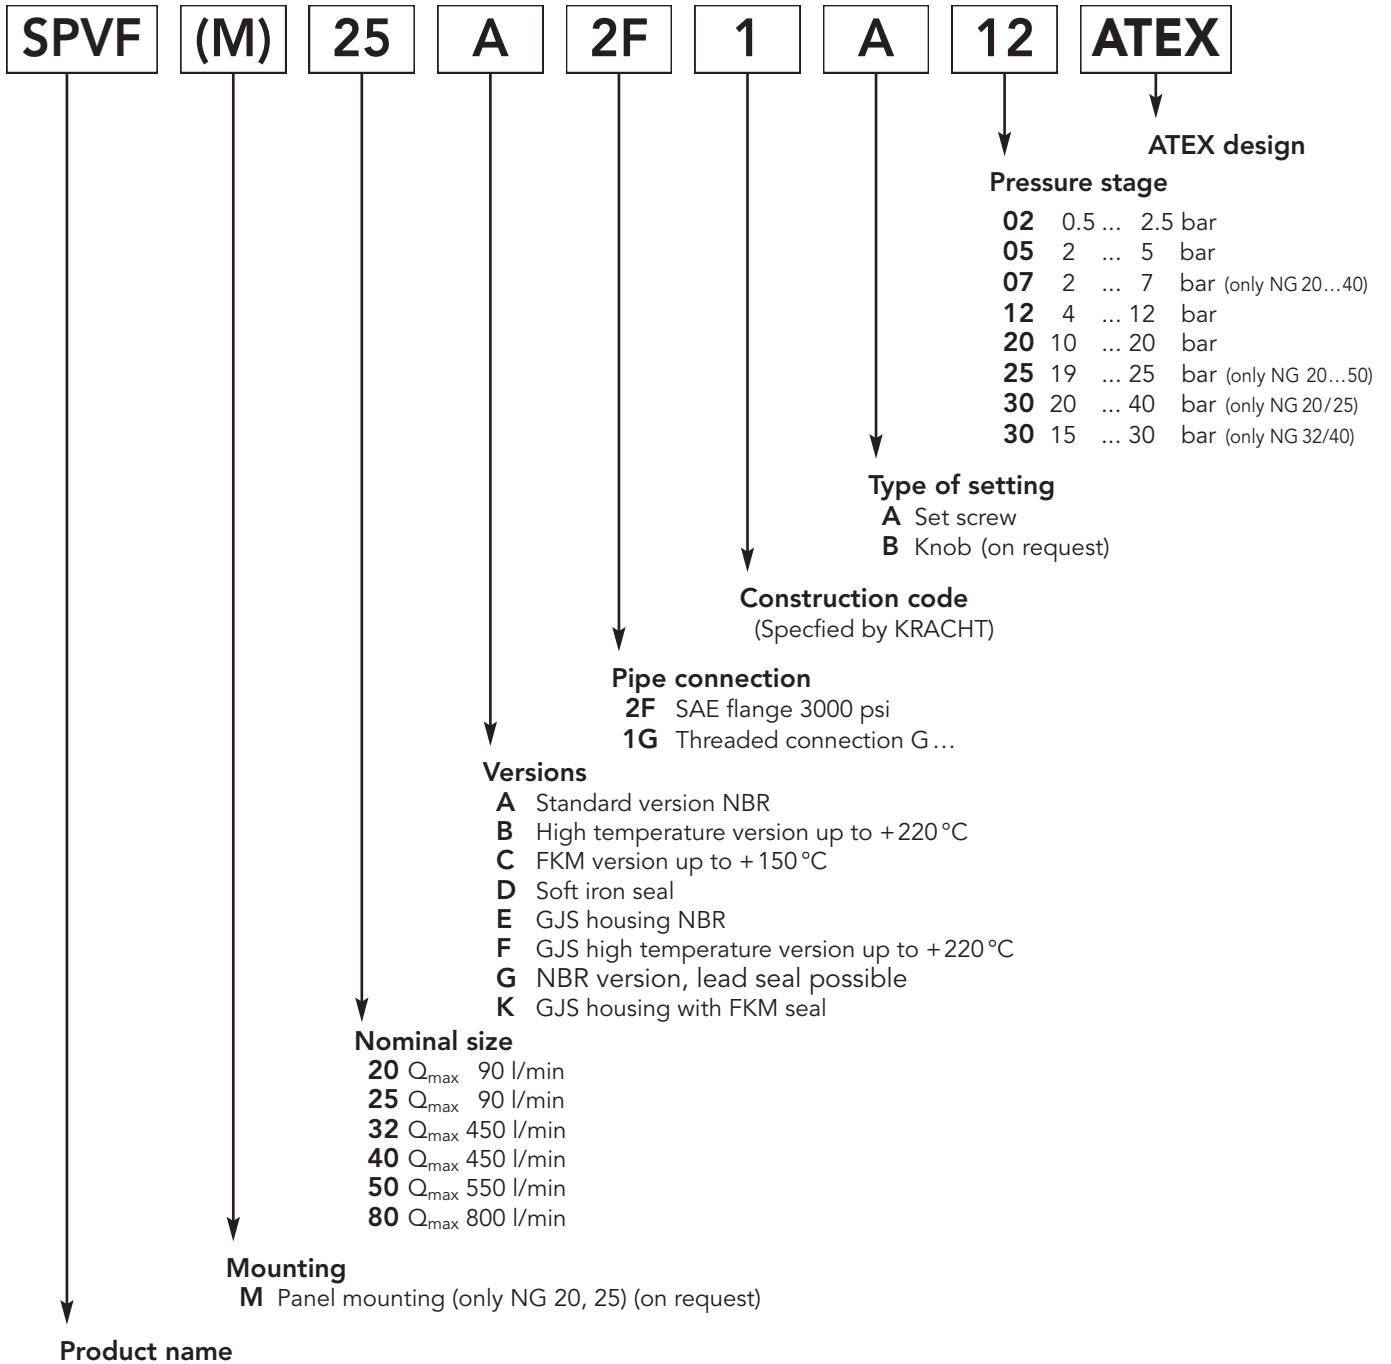 SPVF (M) 25 A 2F 1 A 12 ATEX
ATEX design
Pressure stage
02 0.5 ... 2.5 bar
05 2 ... 5 bar
07 2 ... 7 bar (only NG 20...40)
12 4 ... 12 bar
20 10 ... 20 bar
25 19 ... 25 bar (only NG 20...50)
30 20 ... 40 bar (only NG 20/25)
30 15 ... 30 bar (only NG 32/40)
Type of setting
A Set screw
B Knob (on request)
Construction code
(Specfied by KRACHT)
Pipe connection
2F SAE flange 3000 psi
1G Threaded connection G...
Versions
A Standard version NBR
B High temperature version up to +220 °C
C FKM version up to +150 °C
D Soft iron seal
E GJS housing NBR
F GJS high temperature version up to +220 °C
G NBR version, lead seal possible
K GJS housing with FKM seal
Nominal size
20 Qmax 90 l/min
25 Qmax 90 l/min
32 Qmax 450 l/min
40 Qmax 450 l/min
50 Qmax 550 l/min
80 Qmax 800 l/min
Mounting
M Panel mounting (only NG 20, 25) (on request)
Product name